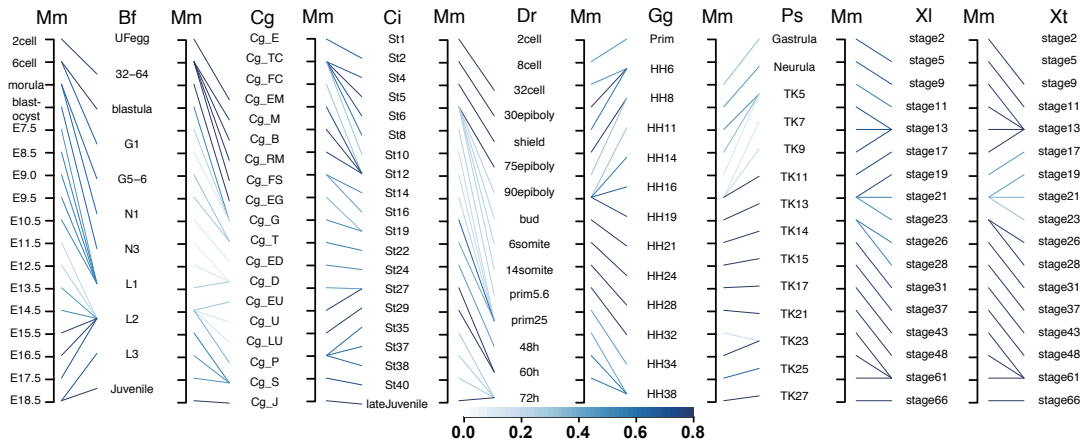 Mm Bf Mm Cg Mm Ci Mm Dr Mm Gg Mm Ps Mm Xl Mm Xt
2cell
6cell
morula
blast-
ocyst
E7.5
E8.5
E9.0
E9.5
E10.5
E11.5
E12.5
E13.5
E14.5
E15.5
E16.5
E17.5
E18.5
UFegg
32−64
blastula
G1
G5−6
N1
N3
L1
L2
L3
Juvenile
Cg_E
Cg_TC
Cg_FC
Cg_EM
Cg_M
Cg_B
Cg_RM
Cg_FS
Cg_EG
Cg_G
Cg_T
Cg_ED
Cg_D
Cg_EU
Cg_U
Cg_LU
Cg_P
Cg_S
Cg_J
St1
St2
St4
St5
St6
St8
St10
St12
St14
St16
St19
St22
St24
St27
St29
St35
St37
St38
St40
lateJuvenile
2cell
8cell
32cell
30epiboly
shield
75epiboly
90epiboly
bud
6somite
14somite
prim5.6
prim25
48h
60h
72h
Prim
HH6
HH8
HH11
HH14
HH16
HH19
HH21
HH24
HH28
HH32
HH34
HH38
Gastrula
Neurula
TK5
TK7
TK9
TK11
TK13
TK14
TK15
TK17
TK21
TK23
TK25
TK27
stage2
stage5
stage9
stage11
stage13
stage17
stage19
stage21
stage23
stage26
stage28
stage31
stage37
stage43
stage48
stage61
stage66
stage2
stage5
stage9
stage11
stage13
stage17
stage19
stage21
stage23
stage26
stage28
stage31
stage37
stage43
stage48
stage61
stage66
0.0 0.2 0.4 0.6 0.8